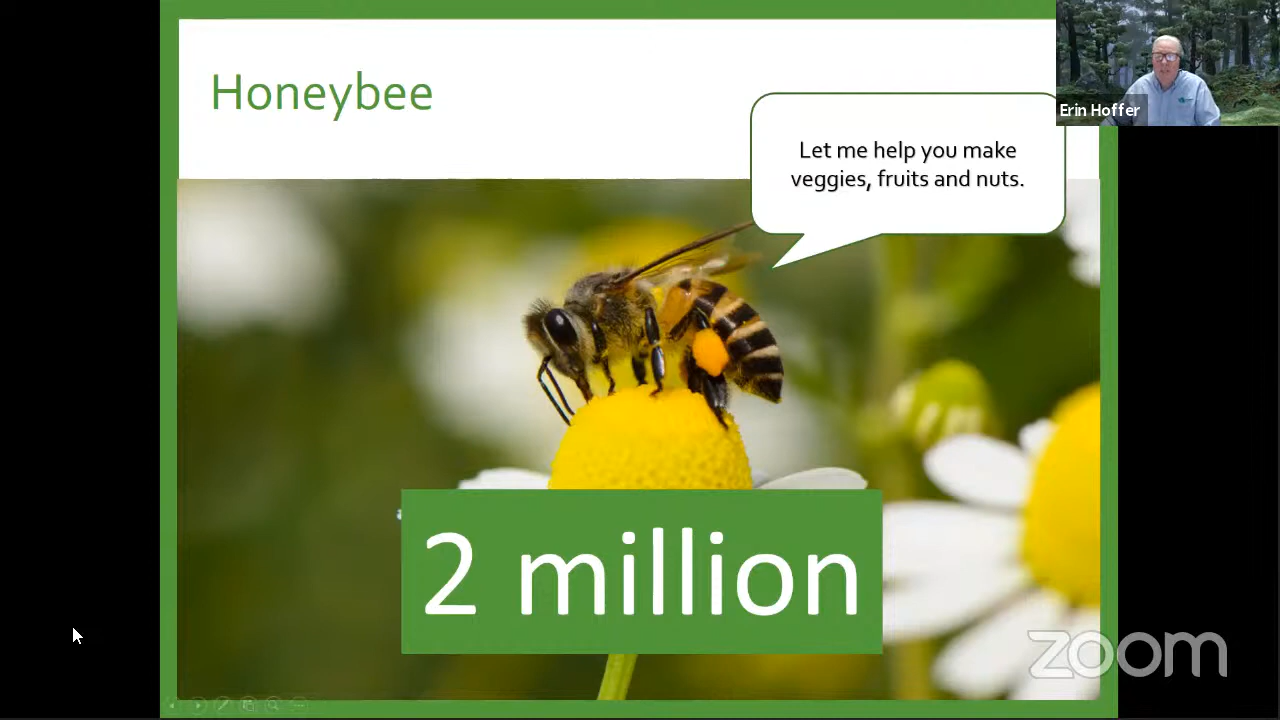 Honeybee
Erin Hoffer
Let me help you make
veggies, fruits and nuts.
2 million
zoom